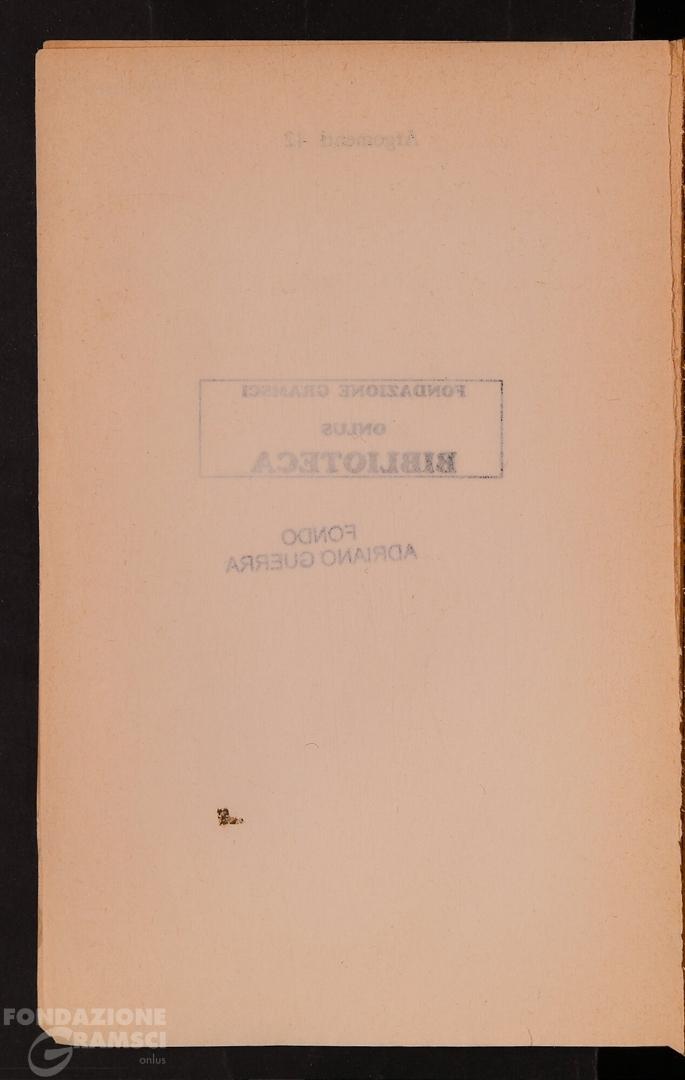 Argomenti 12
FONDAZIONE GRAMSCI
ONLUS
BIBLIOTECA
FONDO
ADRIANO GUERRA
FONDAZIONE
GRAMSCI
onlus